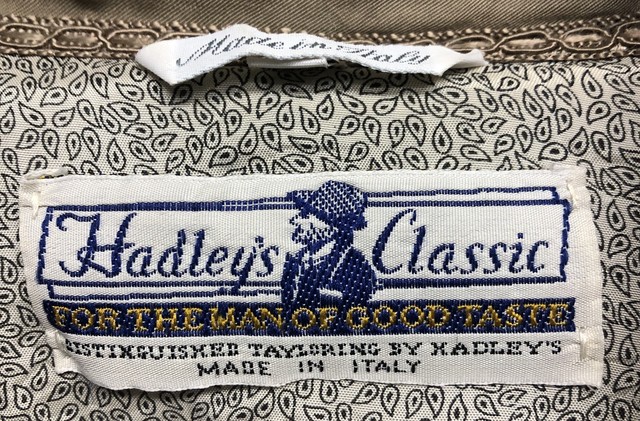 Made in Italy
Hadley's Classic
FOR THE MAN OF GOOD TASTE
DISTINGUISHED TAYLORING BY HADLEY'S
MADE IN ITALY